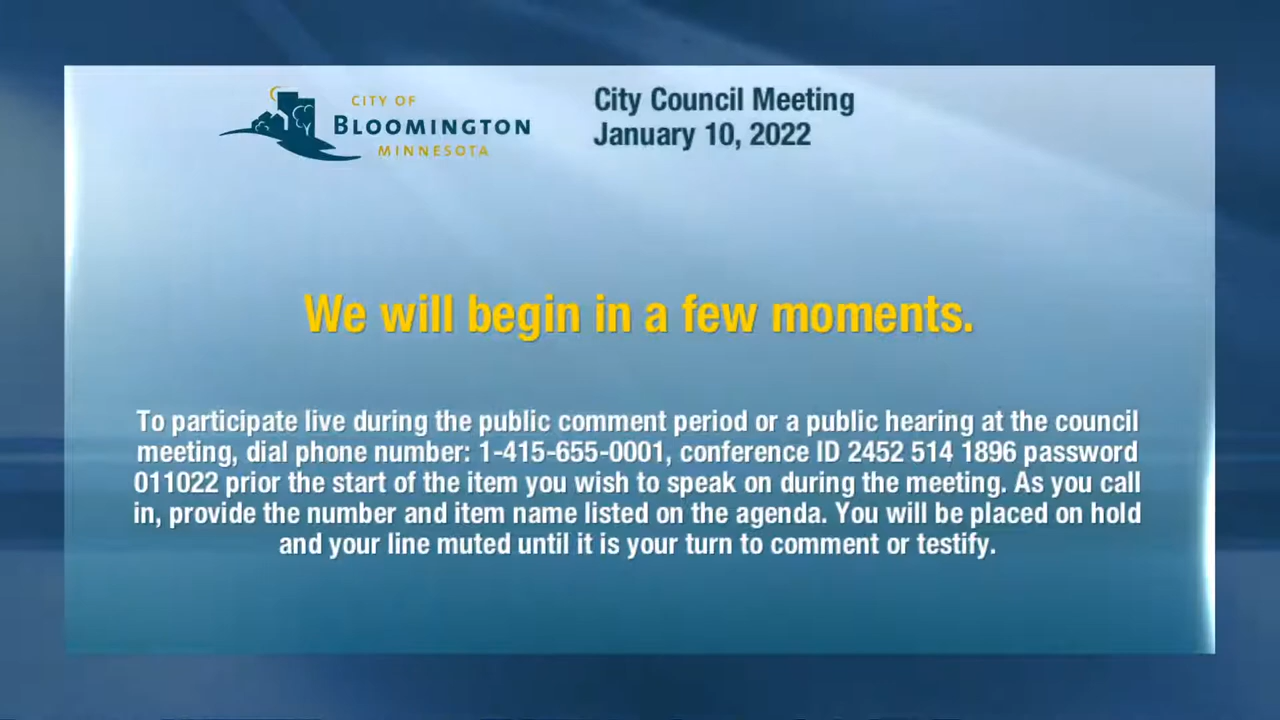 CITY OF
BLOOMINGTON
MINNESOTA
City Council Meeting
January 10, 2022
We will begin in a few moments.
To participate live during the public comment period or a public hearing at the council
meeting, dial phone number: 1-415-655-0001, conference ID 2452 514 1896 password
011022 prior the start of the item you wish to speak on during the meeting. As you call
in, provide the number and item name listed on the agenda. You will be placed on hold
and your line muted until it is your turn to comment or testify.